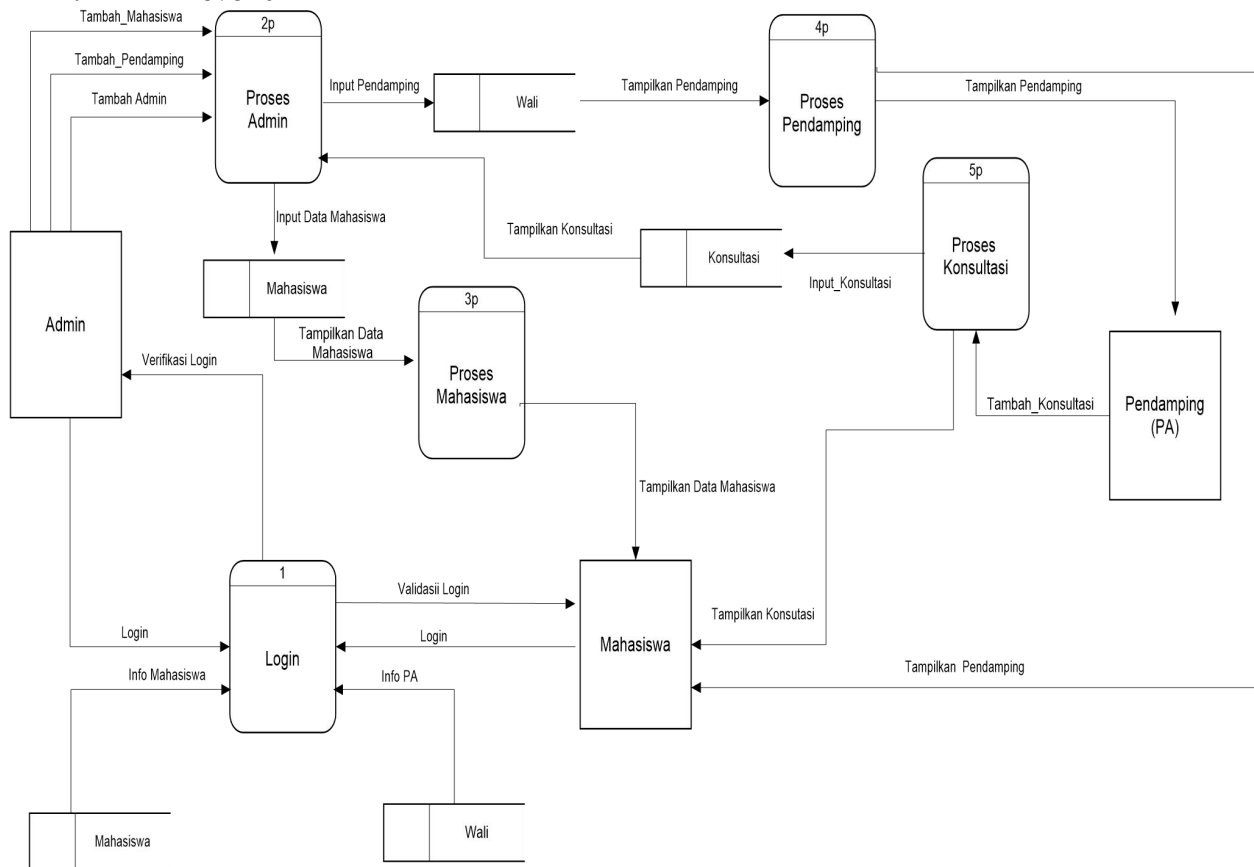 Tambah_Mahasiswa
2p
4p
Tambah_Pendamping
Input Pendamping
Tampilkan Pendamping
Tampilkan Pendamping
Tambah Admin
Proses
Admin
Wali
Proses
Pendamping
5p
Input Data Mahasiswa
Tampilkan Konsultasi
Konsultasi
Proses
Konsultasi
Input_Konsultasi
Mahasiswa
3p
Admin
Tampilkan Data
Mahasiswa
Verifikasi Login
Proses
Mahasiswa
Tambah_Konsultasi
Pendamping
(PA)
Tampilkan Data Mahasiswa
1
Validasii Login
Tampilkan Konsutasi
Login
Login
Login
Mahasiswa
Info Mahasiswa
Info PA
Tampilkan Pendamping
Mahasiswa
Wali